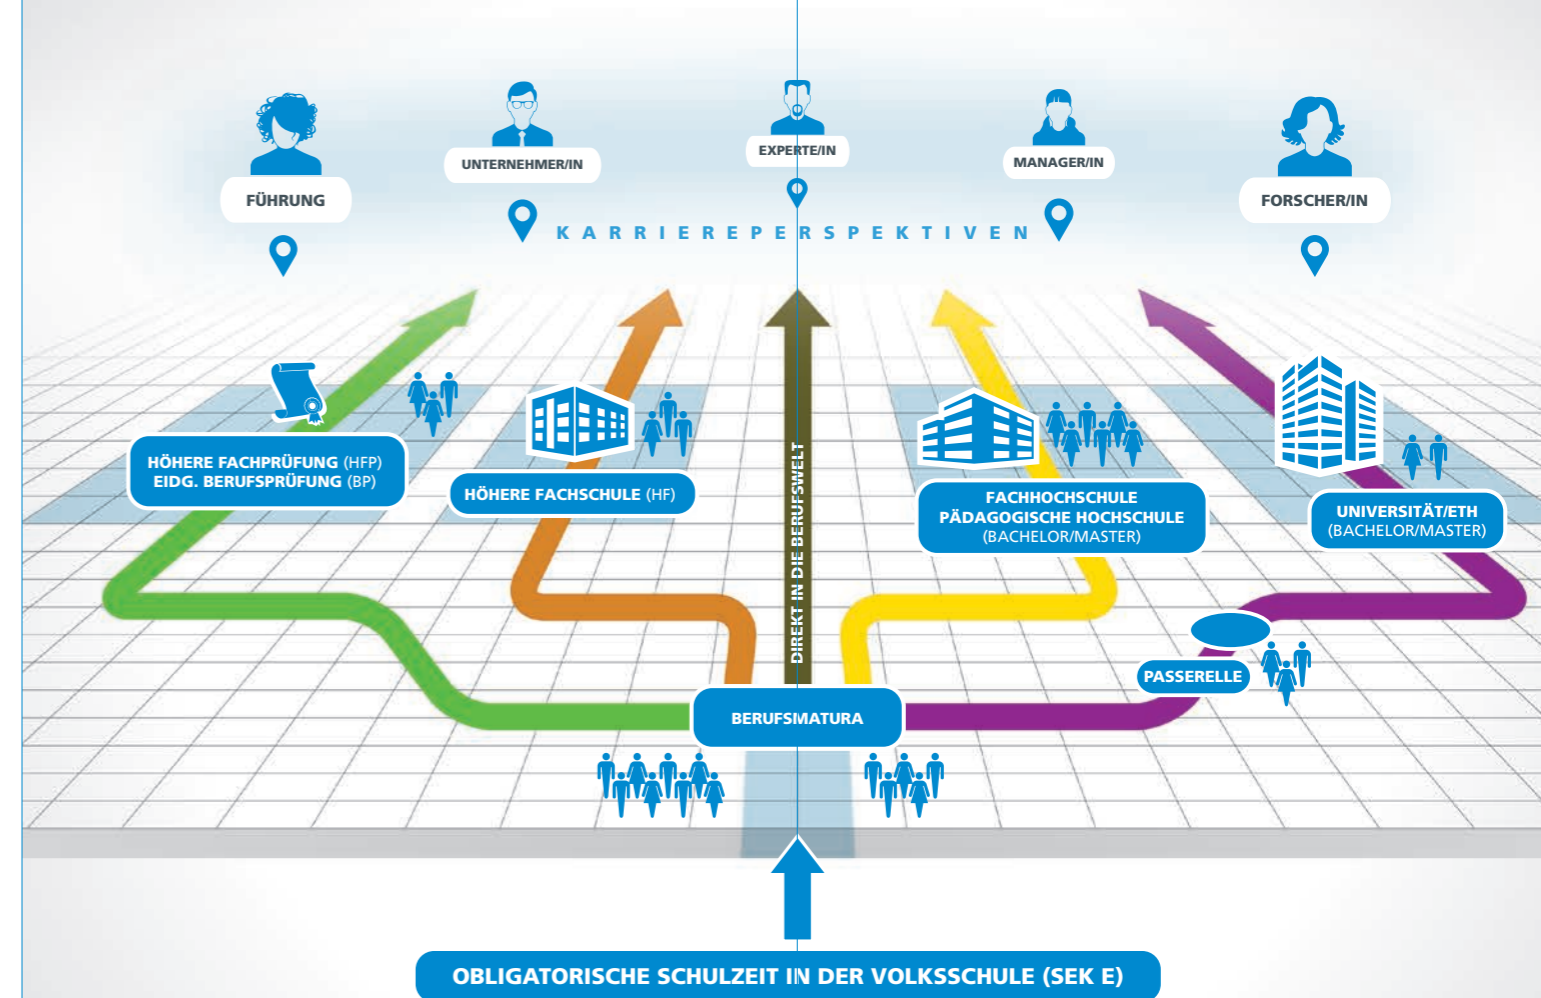 FÜHRUNG
UNTERNEHMER/IN
EXPERTE/IN
MANAGER/IN
FORSCHER/IN
KARRIEREPERSPEKTIVEN
HÖHERE FACHPRÜFUNG (HFP)
EIDG. BERUFSPRÜFUNG (BP)
HÖHERE FACHSCHULE (HF)
DIREKT IN DIE BERUFSWELT
FACHHOCHSCHULE
PÄDAGOGISCHE HOCHSCHULE
(BACHELOR/MASTER)
UNIVERSITÄT/ETH
(BACHELOR/MASTER)
PASSERELLE
BERUFSMATURA
OBLIGATORISCHE SCHULZEIT IN DER VOLKSSCHULE (SEK E)